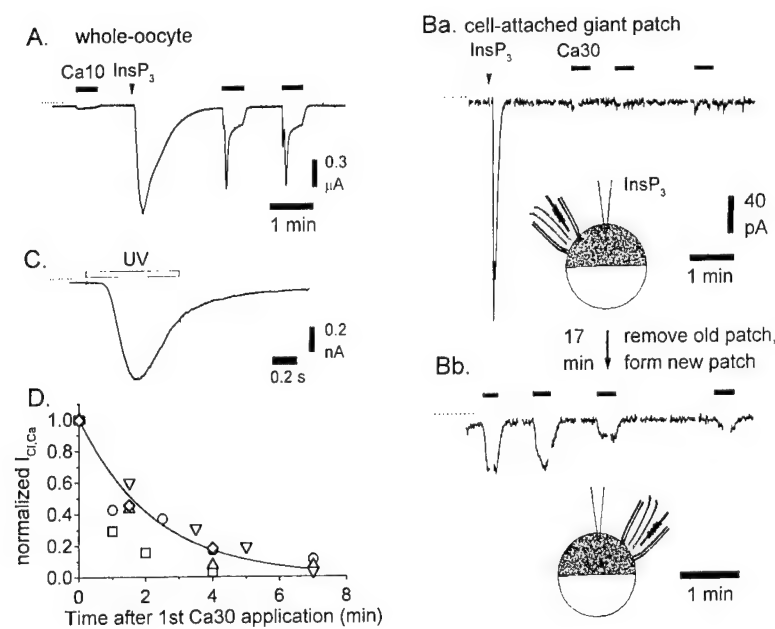 A. whole-oocyte
Ca10 InsP3
0.3
μA
1 min
Ba. cell-attached giant patch
InsP3 Ca30
InsP3
40
pA
1 min
C.
UV
0.2
nA
0.2 s
17
min
remove old patch,
form new patch
D.
normalized ICl,Ca
1.0
0.8
0.6
0.4
0.2
0.0
0 2 4 6 8
Time after 1st Ca30 application (min)
Bb.
1 min